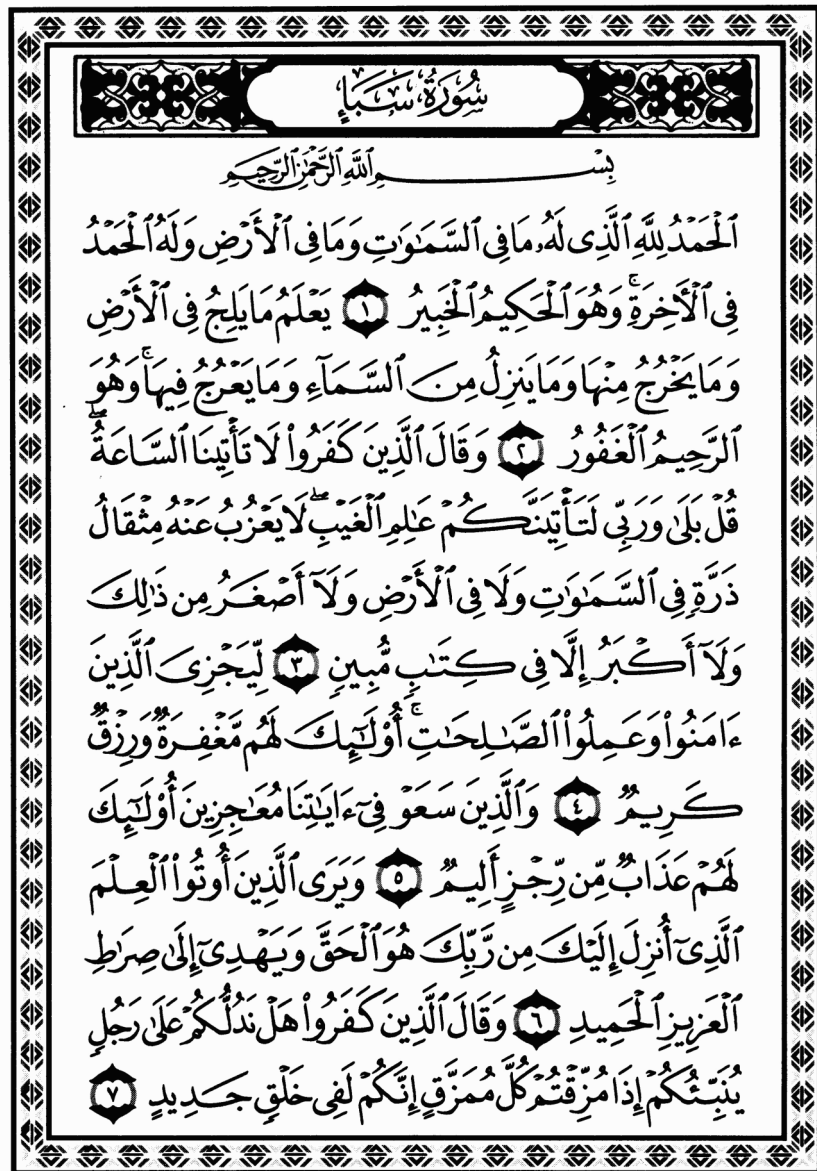 سُورَةُ سَبَإٍ
بِسْمِ ٱللَّهِ ٱلرَّحْمَٰنِ ٱلرَّحِيمِ
ٱلْحَمْدُ لِلَّهِ ٱلَّذِى لَهُۥ مَا فِى ٱلسَّمَٰوَٰتِ وَمَا فِى ٱلْأَرْضِ وَلَهُ ٱلْحَمْدُ
فِى ٱلْأَخِرَةِ ۚ وَهُوَ ٱلْحَكِيمُ ٱلْخَبِيرُ ١ يَعْلَمُ مَا يَلِجُ فِى ٱلْأَرْضِ
وَمَا يَخْرُجُ مِنْهَا وَمَا يَنزِلُ مِنَ ٱلسَّمَآءِ وَمَا يَعْرُجُ فِيهَا ۚ وَهُوَ
ٱلرَّحِيمُ ٱلْغَفُورُ ٢ وَقَالَ ٱلَّذِينَ كَفَرُوا۟ لَا تَأْتِينَا ٱلسَّاعَةُ ۖ
قُلْ بَلَىٰ وَرَبِّى لَتَأْتِيَنَّكُمْ عَٰلِمِ ٱلْغَيْبِ ۖ لَا يَعْزُبُ عَنْهُ مِثْقَالُ
ذَرَّةٍ فِى ٱلسَّمَٰوَٰتِ وَلَا فِى ٱلْأَرْضِ وَلَآ أَصْغَرُ مِن ذَٰلِكَ
وَلَآ أَكْبَرُ إِلَّا فِى كِتَٰبٍ مُّبِينٍ ٣ لِّيَجْزِىَ ٱلَّذِينَ
ءَامَنُوا۟ وَعَمِلُوا۟ ٱلصَّٰلِحَٰتِ ۚ أُو۟لَٰٓئِكَ لَهُم مَّغْفِرَةٌ وَرِزْقٌ
كَرِيمٌ ٤ وَٱلَّذِينَ سَعَوْ فِىٓ ءَايَٰتِنَا مُعَٰجِزِينَ أُو۟لَٰٓئِكَ
لَهُمْ عَذَابٌ مِّن رِّجْزٍ أَلِيمٌ ٥ وَيَرَى ٱلَّذِينَ أُوتُوا۟ ٱلْعِلْمَ
ٱلَّذِىٓ أُنزِلَ إِلَيْكَ مِن رَّبِّكَ هُوَ ٱلْحَقَّ وَيَهْدِىٓ إِلَىٰ صِرَٰطِ
ٱلْعَزِيزِ ٱلْحَمِيدِ ٦ وَقَالَ ٱلَّذِينَ كَفَرُوا۟ هَلْ نَدُلُّكُمْ عَلَىٰ رَجُلٍ
يُنَبِّئُكُمْ إِذَا مُزِّقْتُمْ كُلَّ مُمَزَّقٍ إِنَّكُمْ لَفِى خَلْقٍ جَدِيدٍ ٧